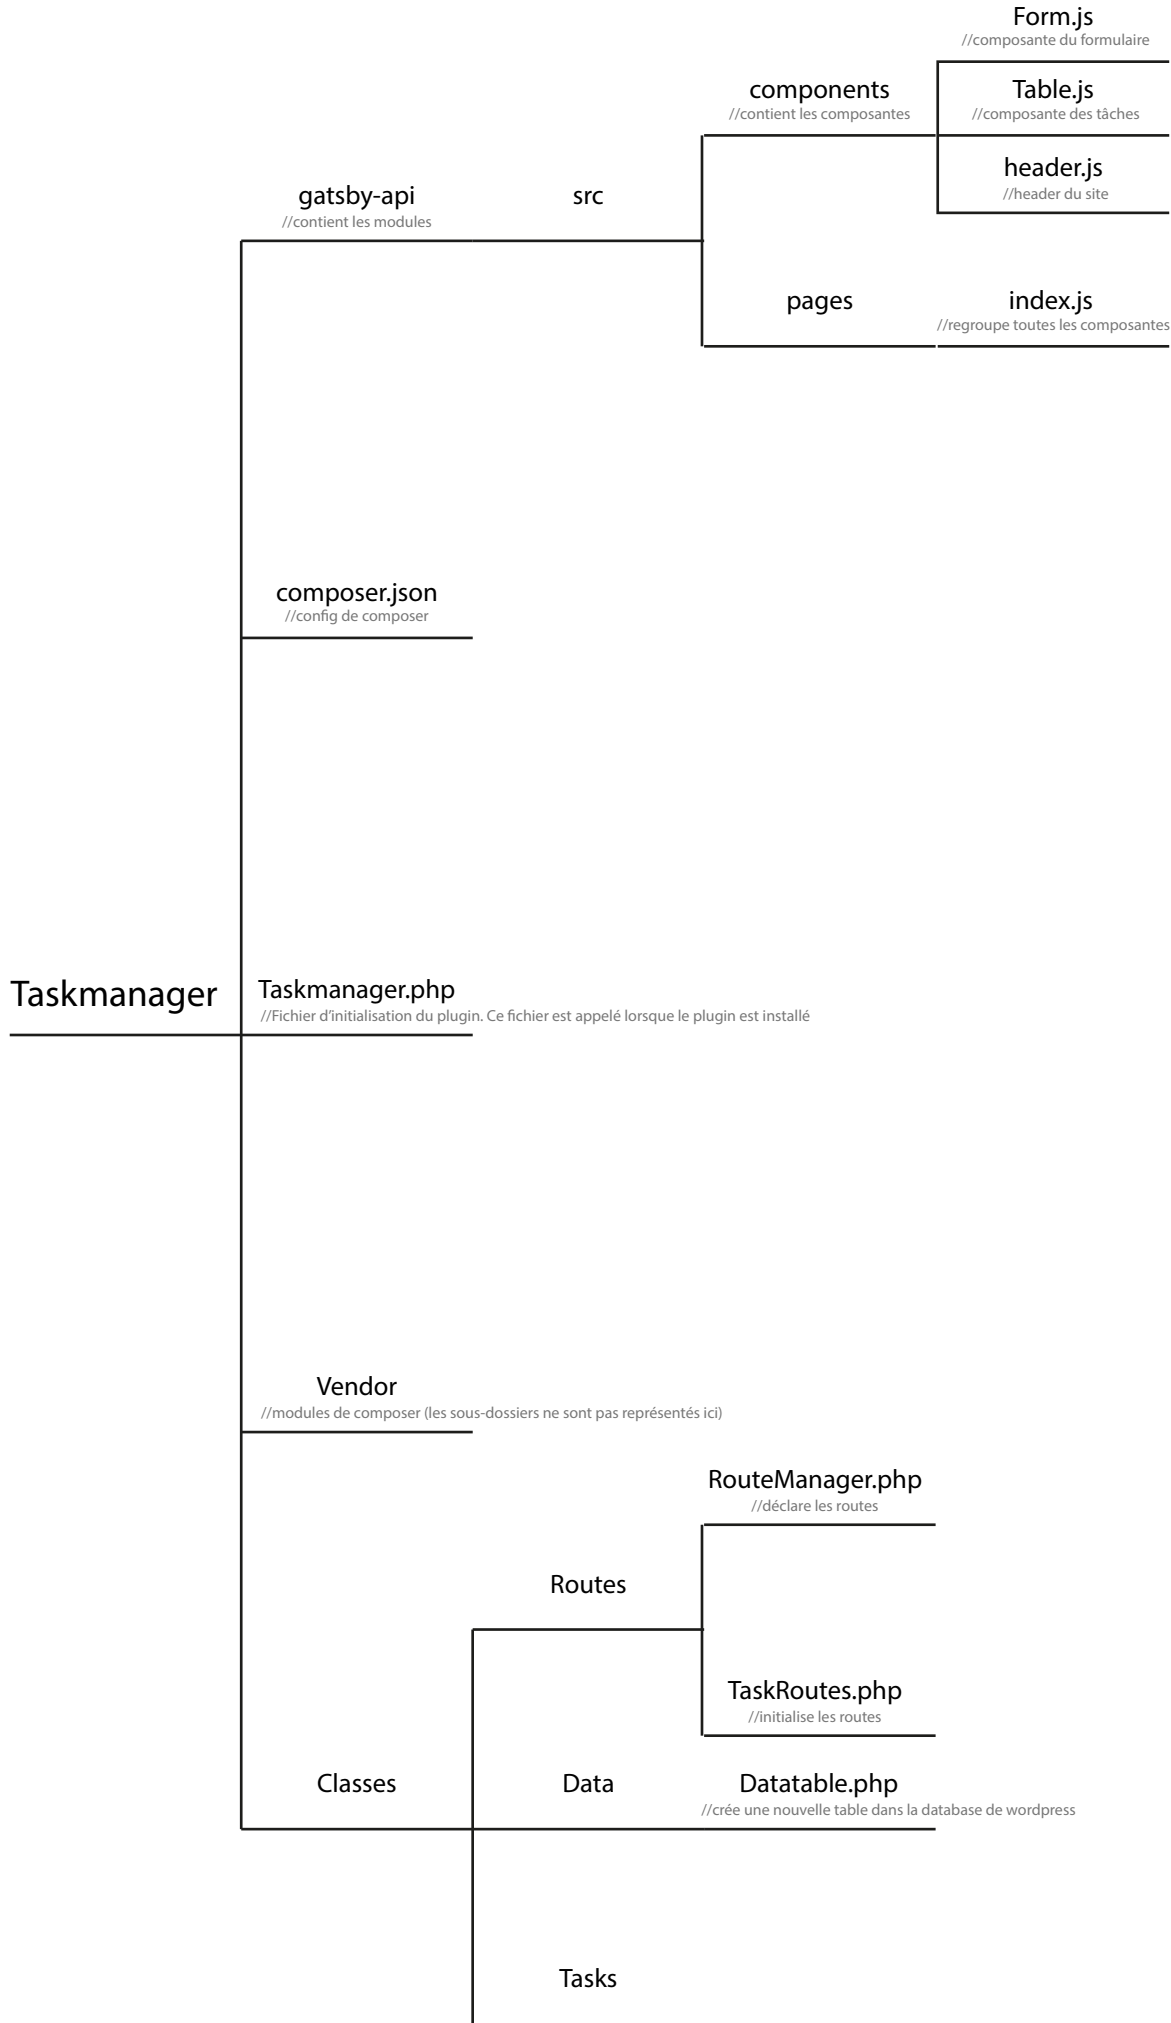 Form.js
//composante du formulaire
components
//contient les composantes
Table.js
//composante des tâches
header.js
//header du site
gatsby-api
//contient les modules
src
pages
index.js
//regroupe toutes les composantes
composer.json
//config de composer
Taskmanager
Taskmanager.php
//Fichier d'initialisation du plugin. Ce fichier est appelé lorsque le plugin est installé
Vendor
//modules de composer (les sous-dossiers ne sont pas représentés ici)
RouteManager.php
//déclare les routes
Routes
TaskRoutes.php
//initialise les routes
Classes
Data
Datatable.php
//crée une nouvelle table dans la database de wordpress
Tasks